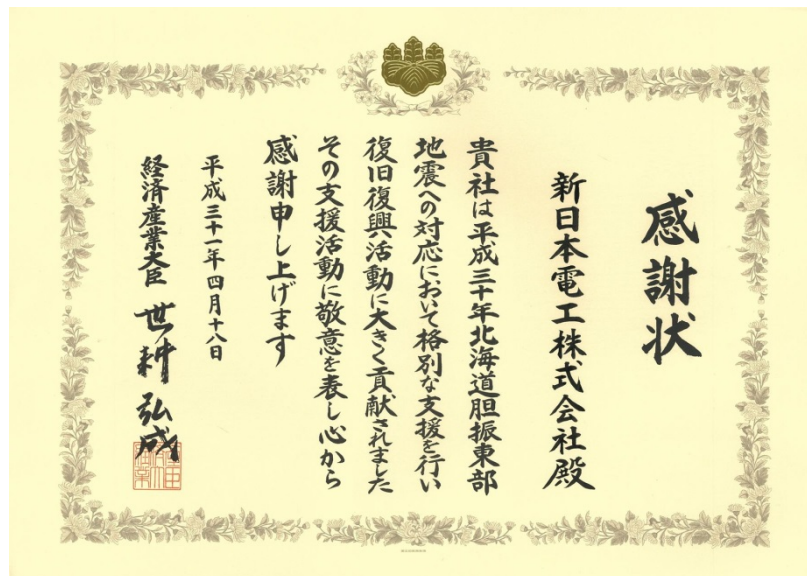 感謝状
新日本電工株式会社殿
貴社は平成三十年北海道胆振東部
地震への対応において格別な支援を行い
復旧復興活動に大きく貢献されました
その支援活動に敬意を表し心から
感謝申し上げます
平成三十一年四月十八日
経済産業大臣 世耕弘成